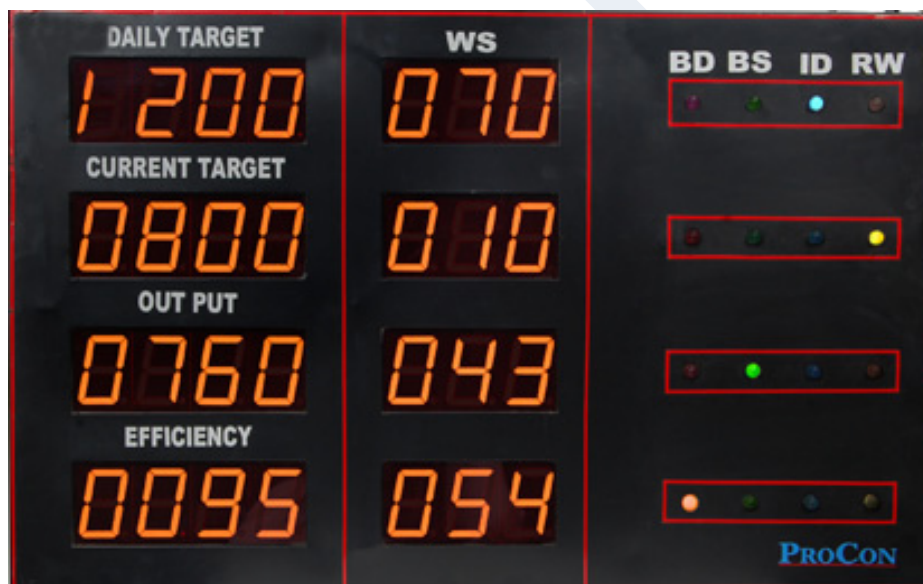 DAILY TARGET WS
BD BS ID RW
1200 070
CURRENT TARGET
0800 010
OUT PUT
0760 043
EFFICIENCY
0095 054
PROCON